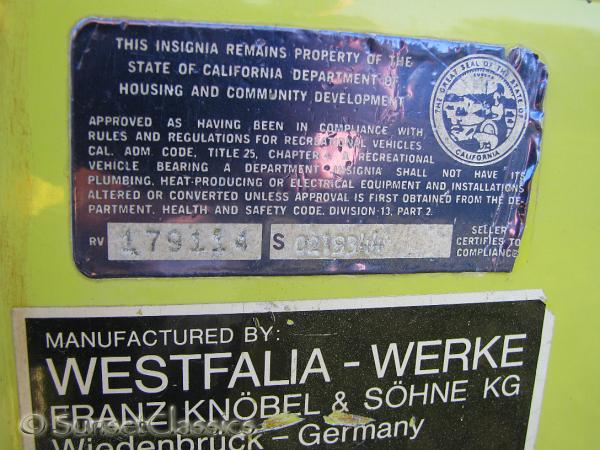 THIS INSIGNIA REMAINS PROPERTY OF THE
STATE OF CALIFORNIA DEPARTMENT OF
HOUSING AND COMMUNITY DEVELOPMENT
THE GREAT SEAL OF THE STATE OF
EUREKA
CALIFORNIA
APPROVED AS HAVING BEEN IN COMPLIANCE WITH
RULES AND REGULATIONS FOR RECREATIONAL VEHICLES
CAL. ADM. CODE, TITLE 25, CHAPTER A RECREATIONAL
VEHICLE BEARING A DEPARTMENT INSIGNIA SHALL NOT HAVE ITS
PLUMBING, HEAT-PRODUCING OR ELECTRICAL EQUIPMENT AND INSTALLATIONS
ALTERED OR CONVERTED UNLESS APPROVAL IS FIRST OBTAINED FROM THE DE-
PARTMENT. HEALTH AND SAFETY CODE, DIVISION 13, PART 2.
RV 179114 S
SELLER
CERTIFIES TO
COMPLIANCE
MANUFACTURED BY:
WESTFALIA - WERKE
FRANZ KNÖBEL & SÖHNE KG
Wiedenbrück - Germany
© SunsetClassics